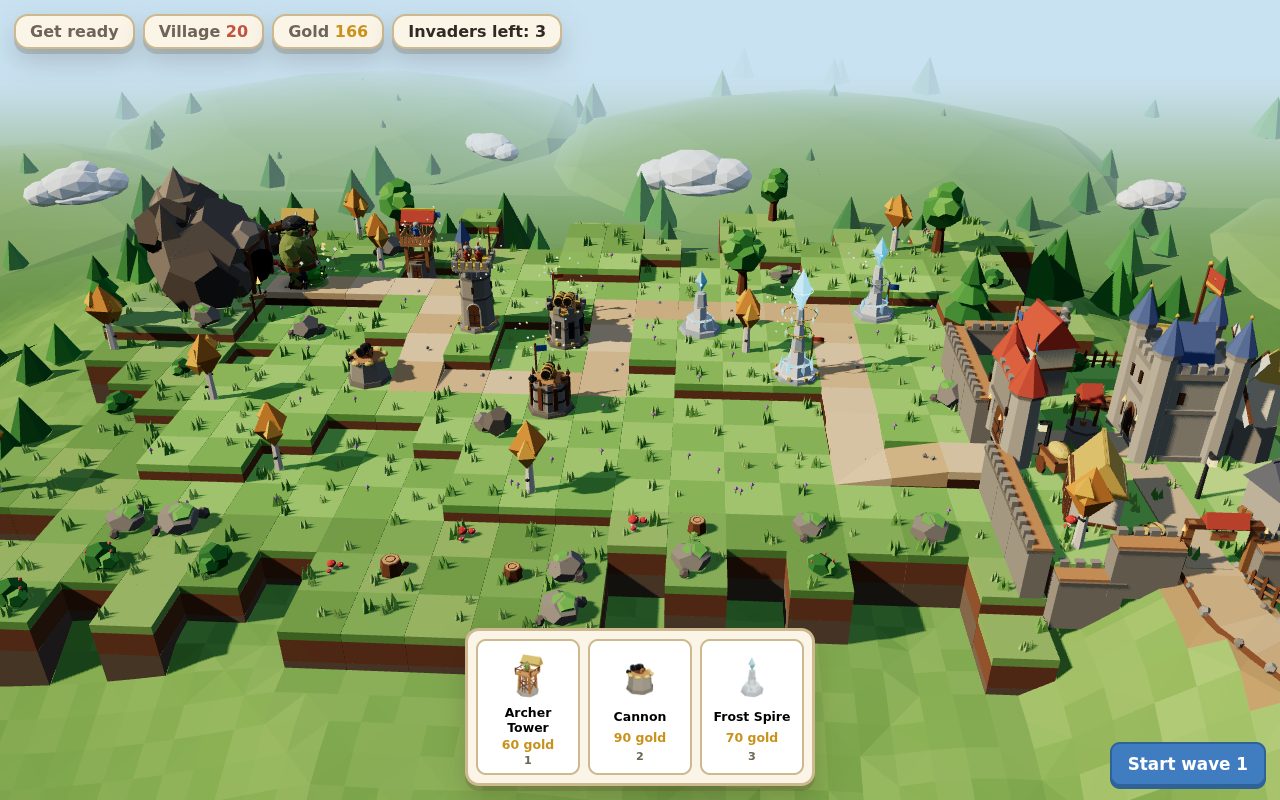 Get ready
Village 20
Gold 166
Invaders left: 3
Archer
Tower
60 gold
1
Cannon
90 gold
2
Frost Spire
70 gold
3
Start wave 1